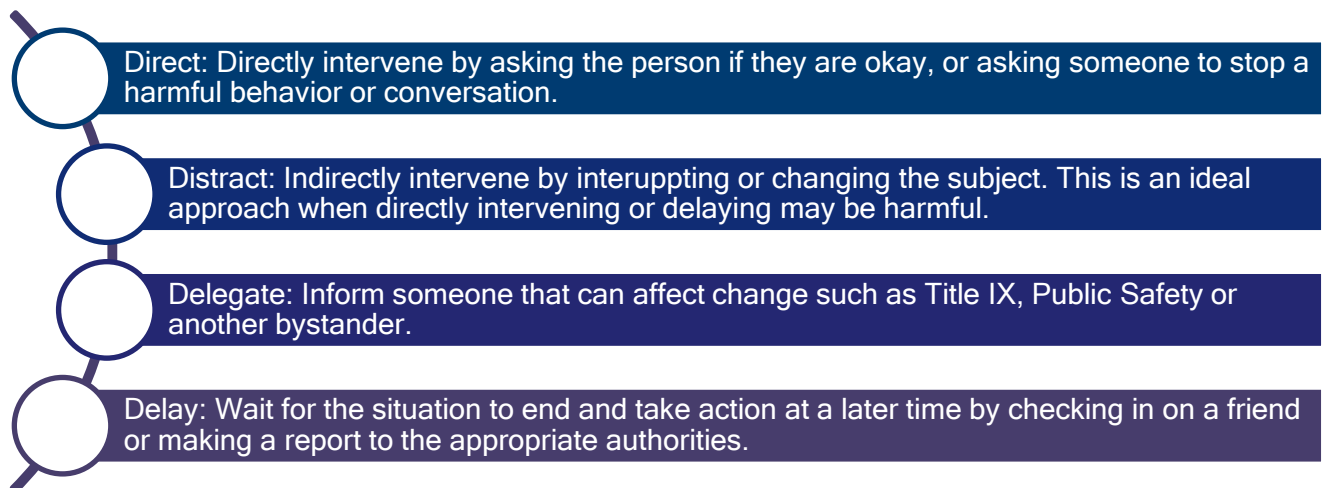 Direct: Directly intervene by asking the person if they are okay, or asking someone to stop a
harmful behavior or conversation.
Distract: Indirectly intervene by interuppting or changing the subject. This is an ideal
approach when directly intervening or delaying may be harmful.
Delegate: Inform someone that can affect change such as Title IX, Public Safety or
another bystander.
Delay: Wait for the situation to end and take action at a later time by checking in on a friend
or making a report to the appropriate authorities.